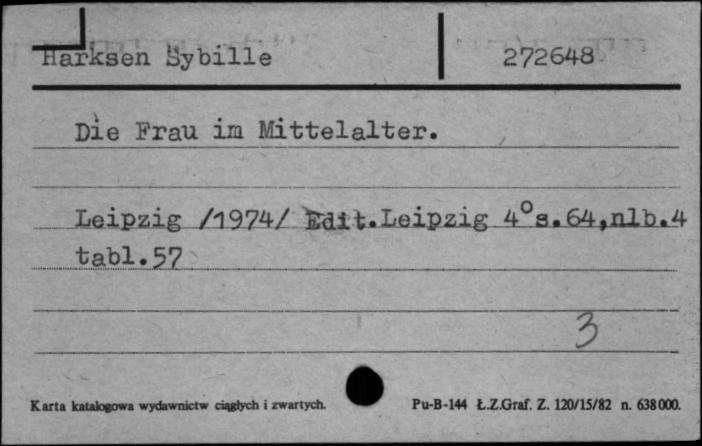 Harksen Sybille 272648
Die Frau im Mittelalter.
Leipzig /1974/ Edit.Leipzig 4°s.64,nlb.4
tabl.57
3
Karta katalogowa wydawnictw ciągłych i zwartych. Pu-B-144 Ł.Z.Graf. Z. 120/15/82 n. 638000.